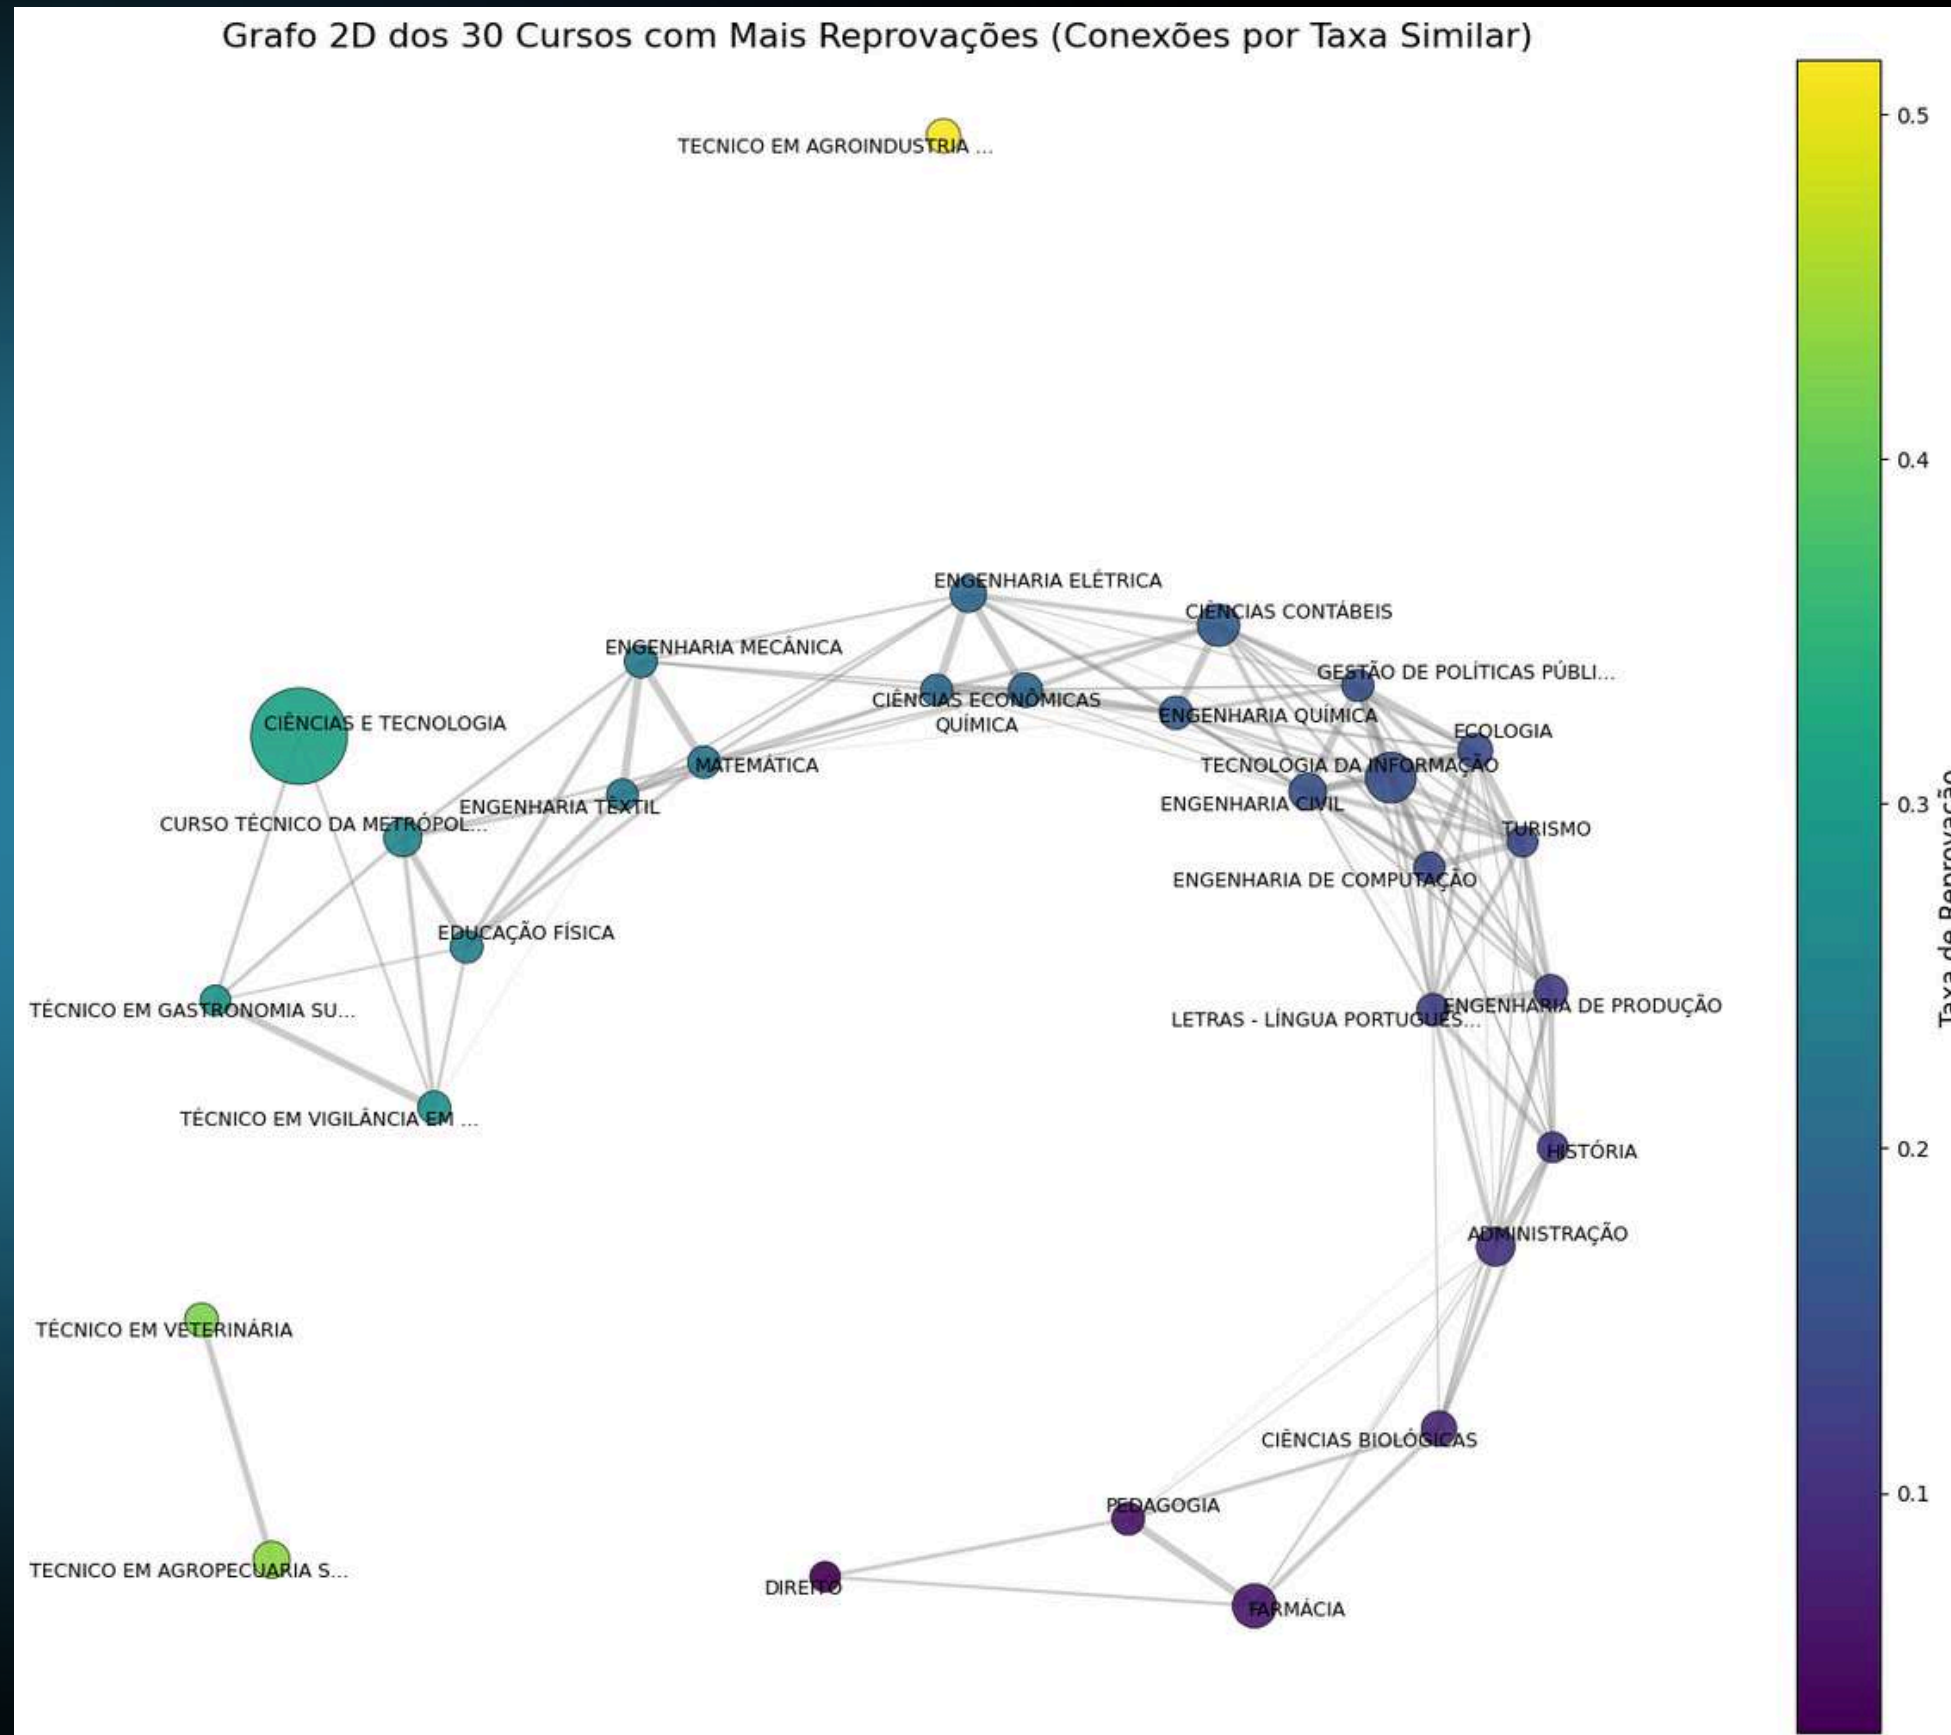 Grafo 2D dos 30 Cursos com Mais Reprovações (Conexões por Taxa Similar)
TECNICO EM AGROINDUSTRIA ...
ENGENHARIA ELÉTRICA
CIÊNCIAS CONTÁBEIS
ENGENHARIA MECÂNICA
GESTÃO DE POLÍTICAS PÚBLI...
CIÊNCIAS ECONÔMICAS
QUÍMICA
ENGENHARIA QUÍMICA
CIÊNCIAS E TECNOLOGIA
ECOLOGIA
MATEMÁTICA
TECNOLOGIA DA INFORMAÇÃO
ENGENHARIA CIVIL
ENGENHARIA TÊXTIL
CURSO TÉCNICO DA METRÓPOL...
TURISMO
ENGENHARIA DE COMPUTAÇÃO
EDUCAÇÃO FÍSICA
TÉCNICO EM GASTRONOMIA SU...
ENGENHARIA DE PRODUÇÃO
LETRAS - LÍNGUA PORTUGUES...
TÉCNICO EM VIGILÂNCIA EM ...
HISTÓRIA
ADMINISTRAÇÃO
TÉCNICO EM VETERINÁRIA
CIÊNCIAS BIOLÓGICAS
PEDAGOGIA
TECNICO EM AGROPECUARIA S...
DIREITO
FARMÁCIA
0.5
0.4
0.3
0.2
0.1
Taxa de Reprovação